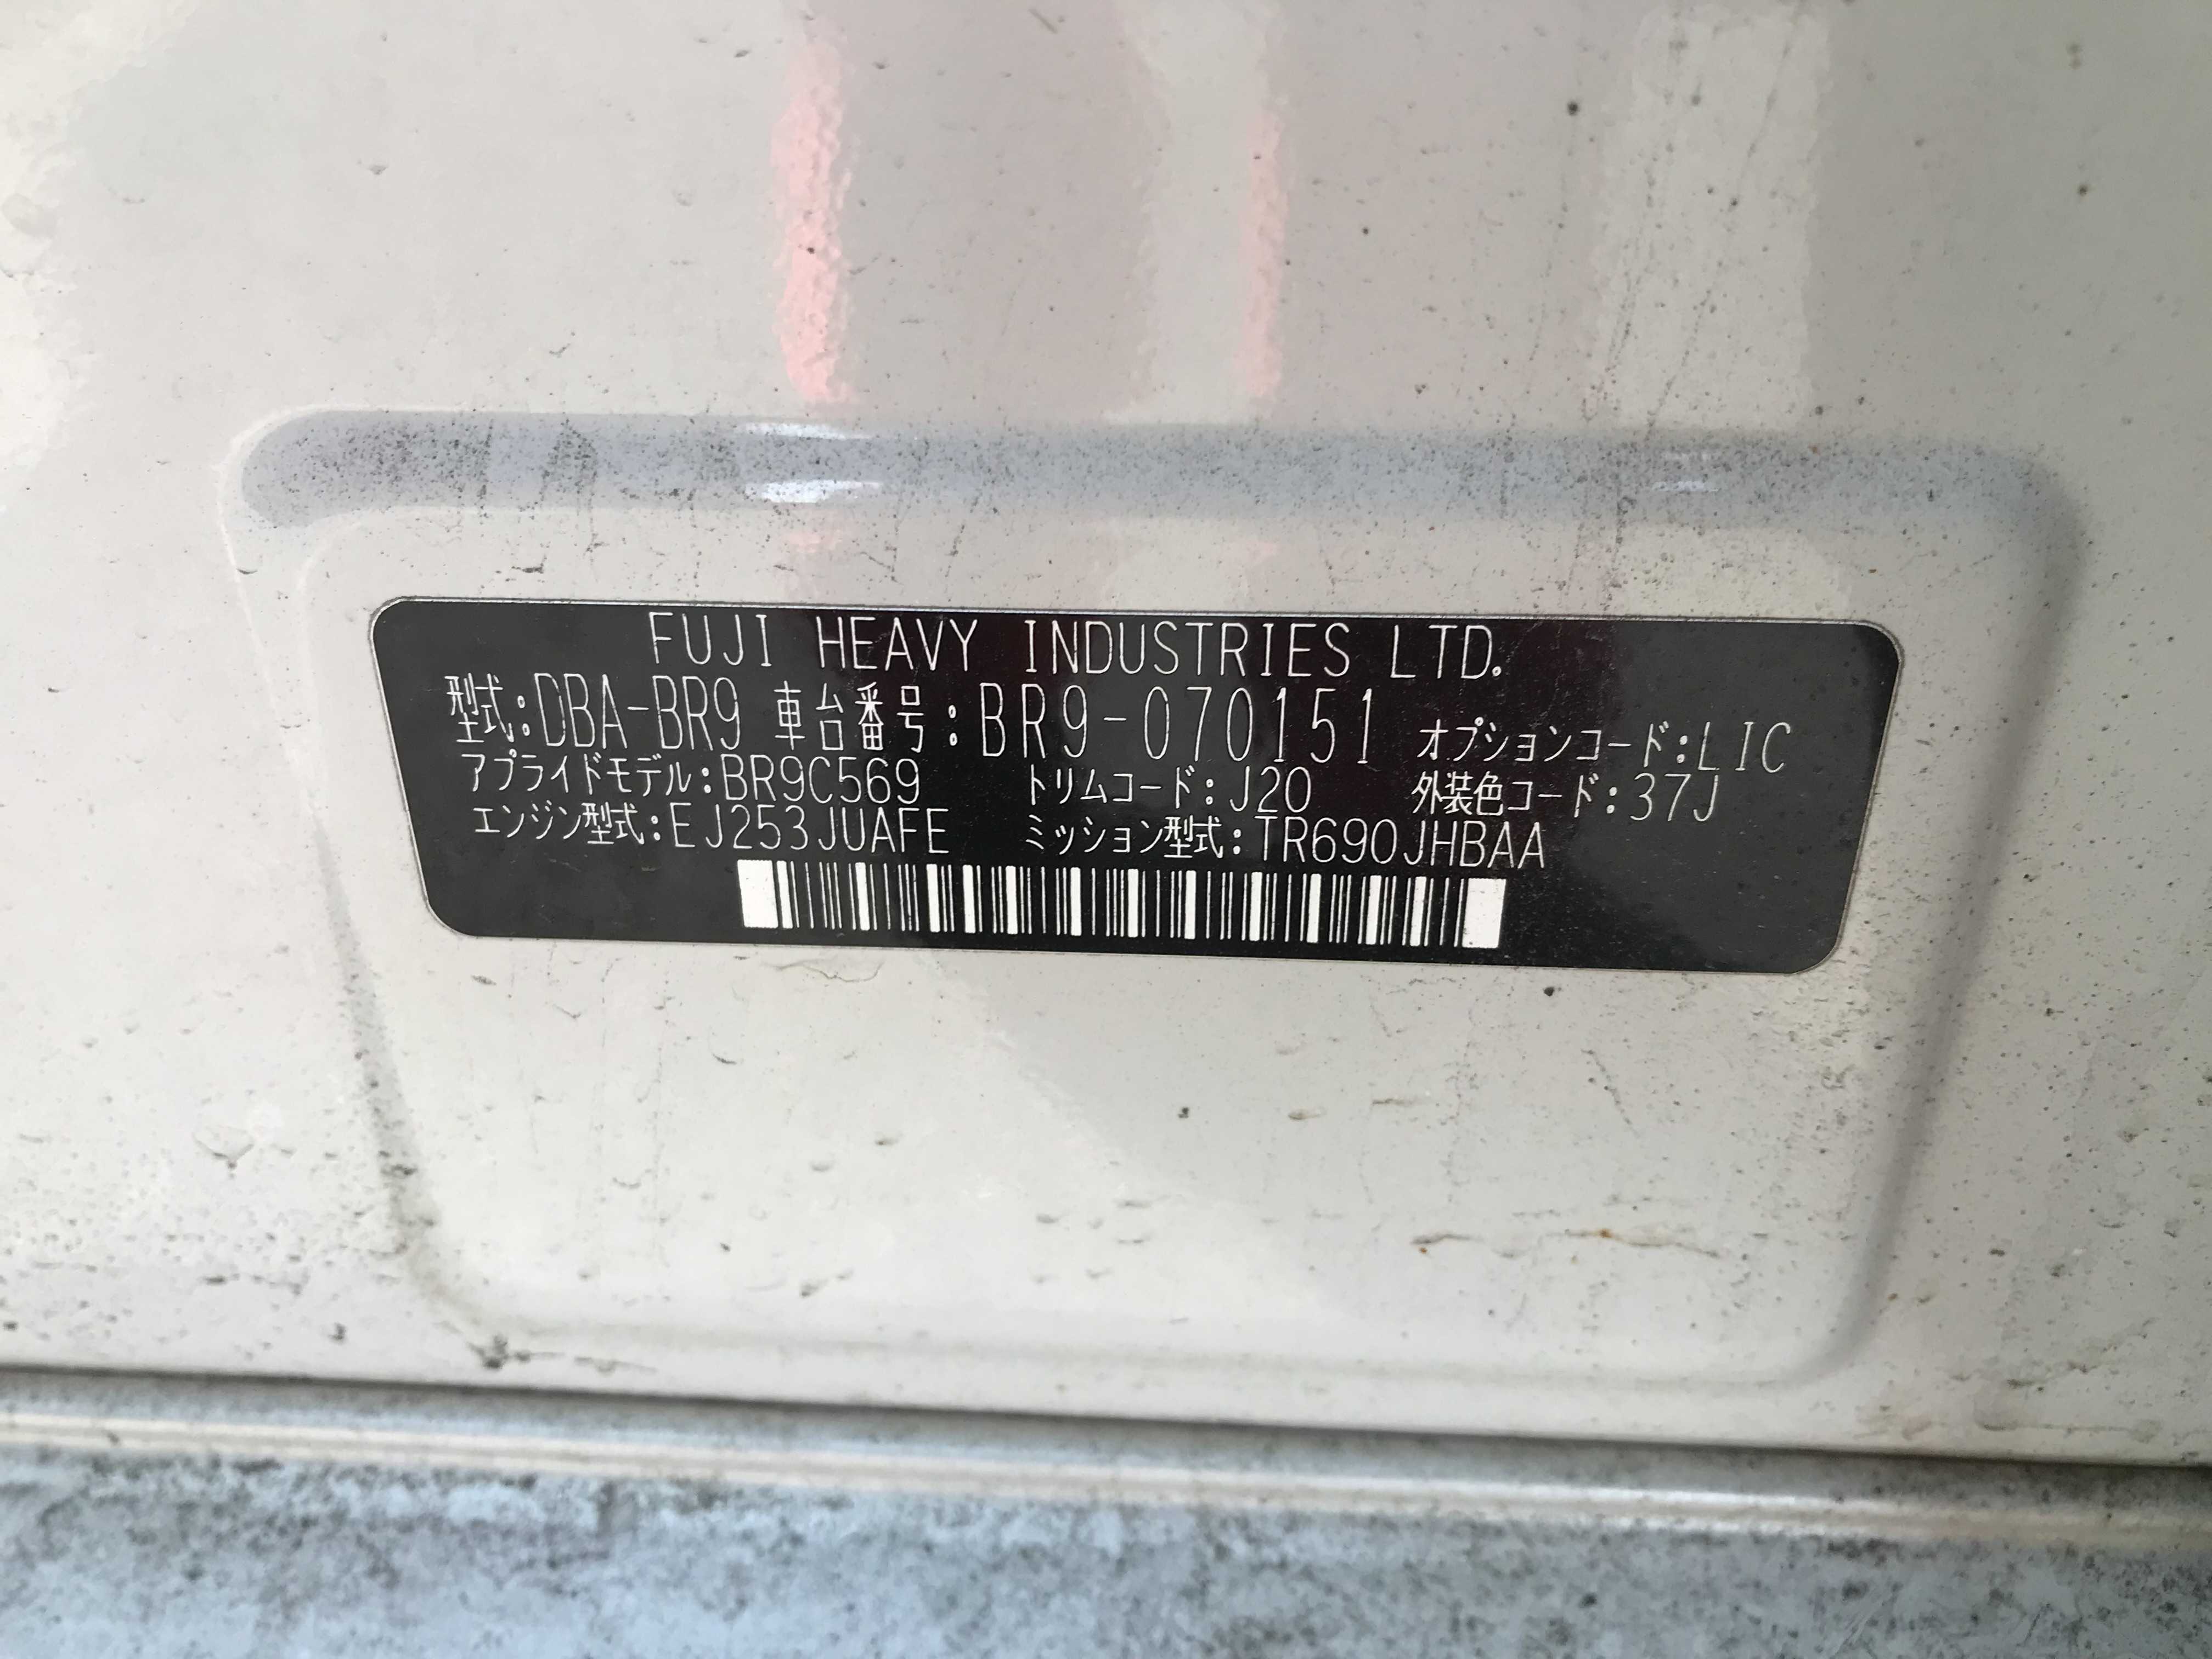 FUJI HEAVY INDUSTRIES LTD.
型式:DBA-BR9 車台番号:BR9-070151 オプションコード:LIC
アプライドモデル:BR9C569 トリムコード:J20 外装色コード:37J
エンジン型式:EJ253JUAFE ミッション型式:TR690JHBAA